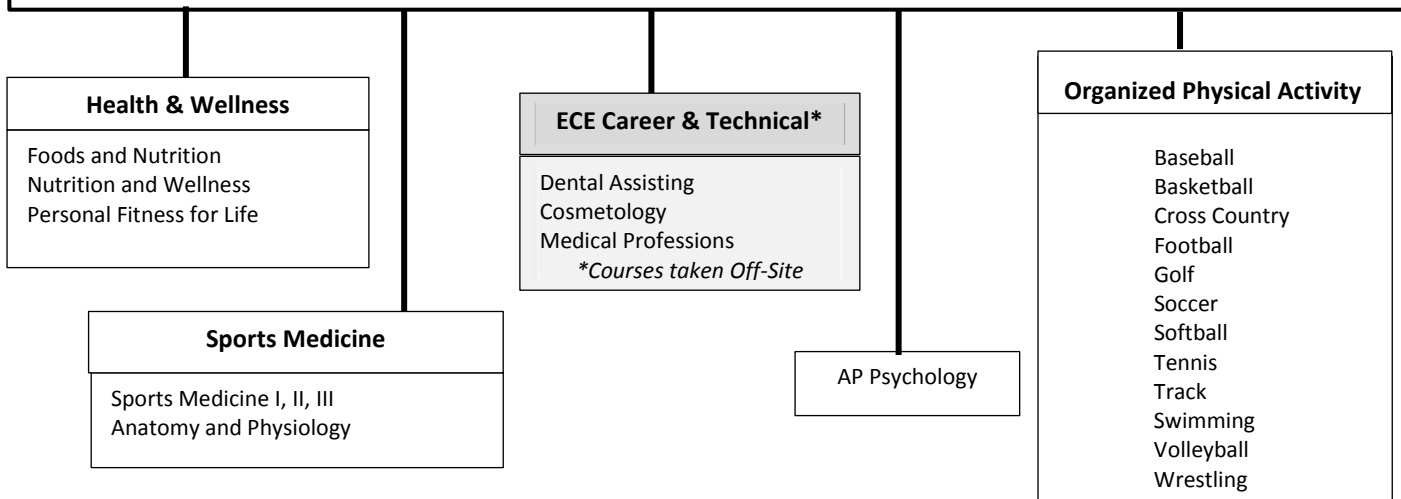 Health & Wellness
Foods and Nutrition
Nutrition and Wellness
Personal Fitness for Life
Sports Medicine
Sports Medicine I, II, III
Anatomy and Physiology
ECE Career & Technical*
Dental Assisting
Cosmetology
Medical Professions
*Courses taken Off-Site
AP Psychology
Organized Physical Activity
Baseball
Basketball
Cross Country
Football
Golf
Soccer
Softball
Tennis
Track
Swimming
Volleyball
Wrestling